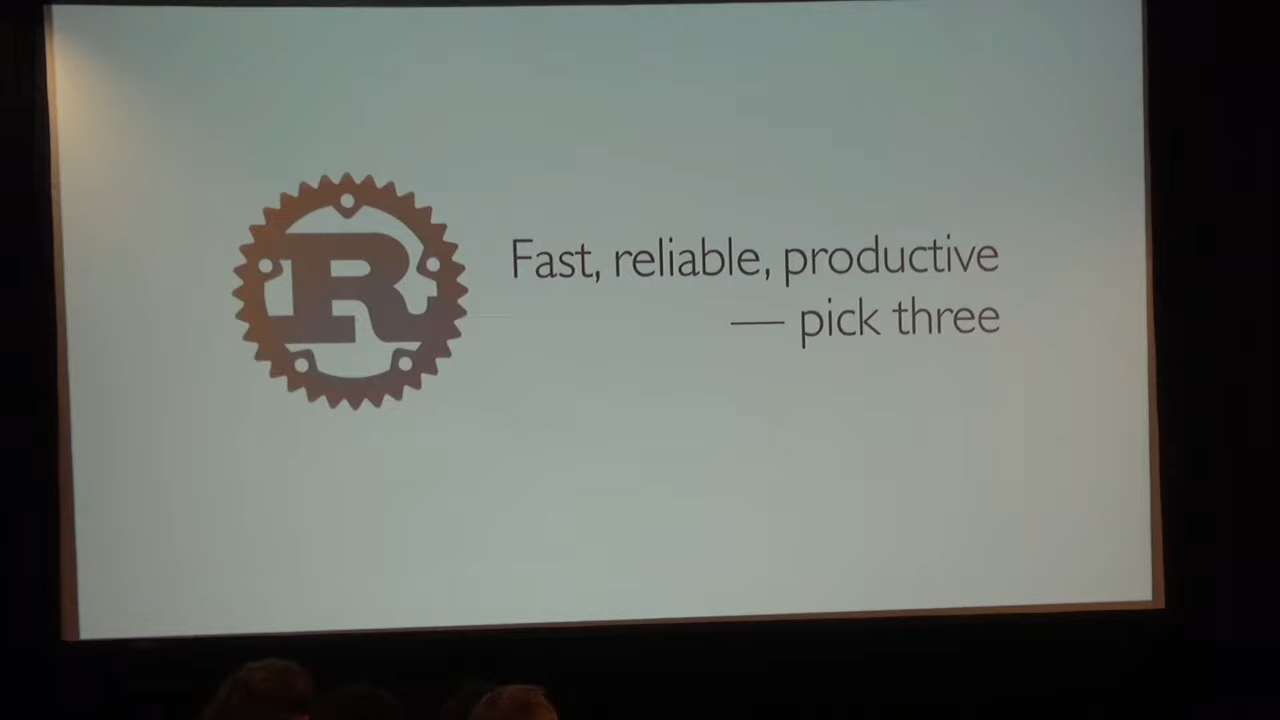 R
Fast, reliable, productive
— pick three